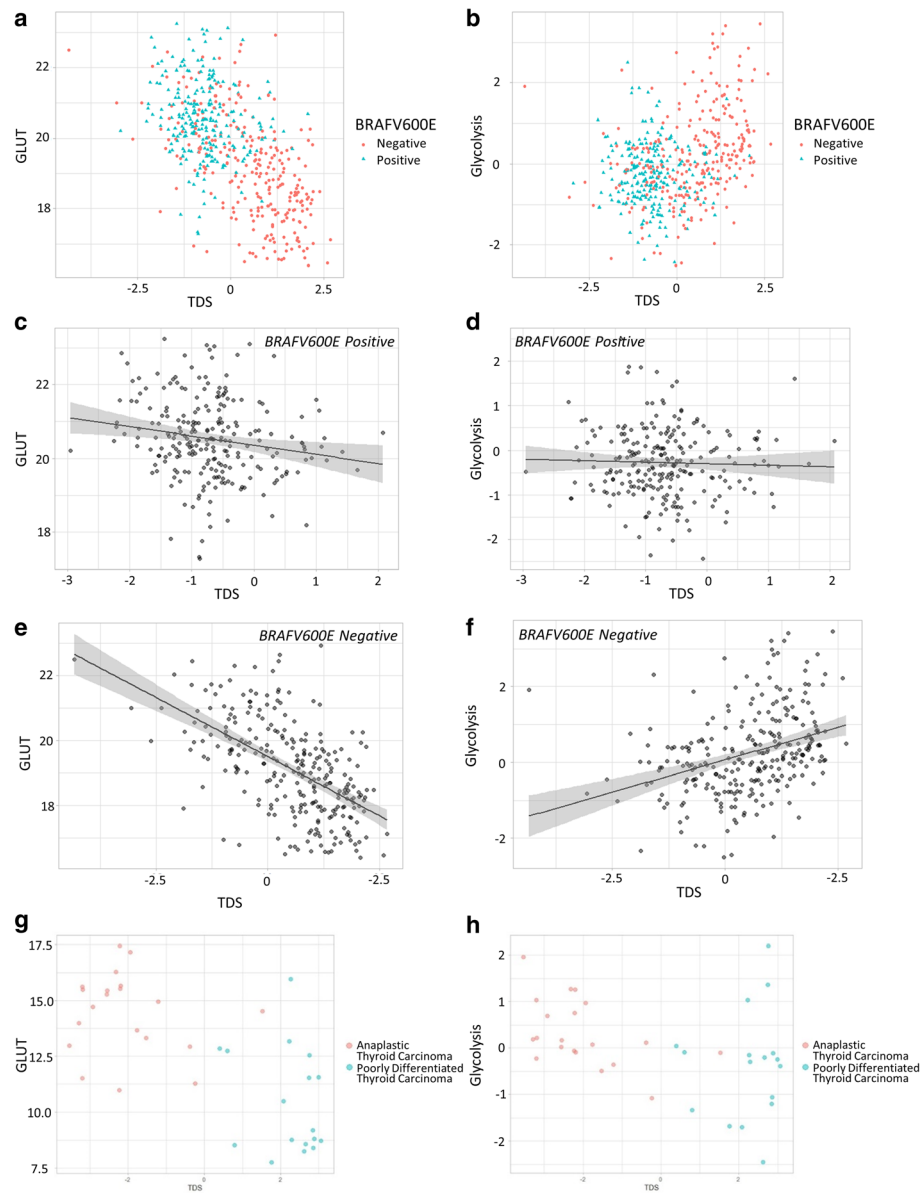 a
GLUT
22
20
18
-2.5
0
2.5
TDS
BRAFV600E
Negative
Positive
b
Glycolysis
2
0
-2
-2.5
0
2.5
TDS
BRAFV600E
Negative
Positive
c
BRAFV600E Positive
GLUT
22
20
18
-3
-2
-1
0
1
2
TDS
d
BRAFV600E Positive
Glycolysis
2
1
0
-1
-2
-3
-2
-1
0
1
2
TDS
e
BRAFV600E Negative
GLUT
22
20
18
-2.5
0
-2.5
TDS
f
BRAFV600E Negative
Glycolysis
2
0
-2
-2.5
0
-2.5
TDS
g
GLUT
17.5
15.0
12.5
10.0
7.5
-2
0
2
TDS
Anaplastic
Thyroid Carcinoma
Poorly Differentiated
Thyroid Carcinoma
h
Glycolysis
2
1
0
-1
-2
-2
0
2
TDS
Anaplastic
Thyroid Carcinoma
Poorly Differentiated
Thyroid Carcinoma